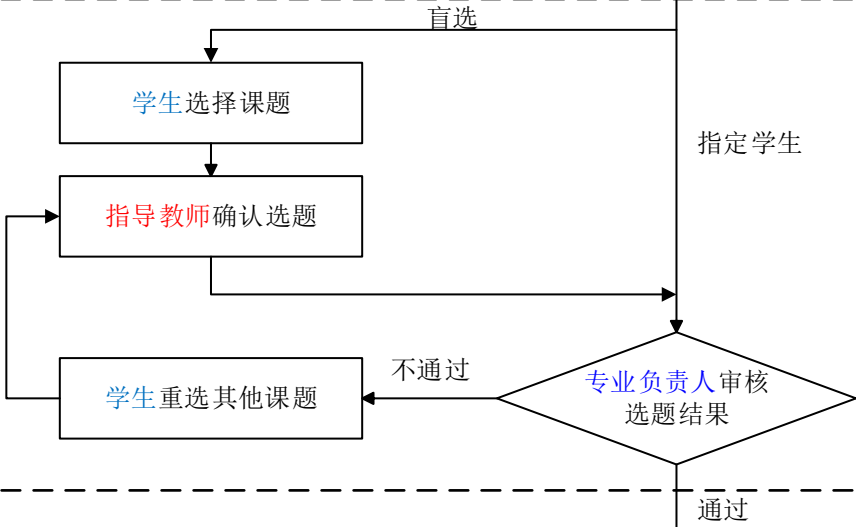 盲选
学生选择课题
指定学生
指导教师确认选题
不通过
专业负责人审核
选题结果
学生重选其他课题
通过